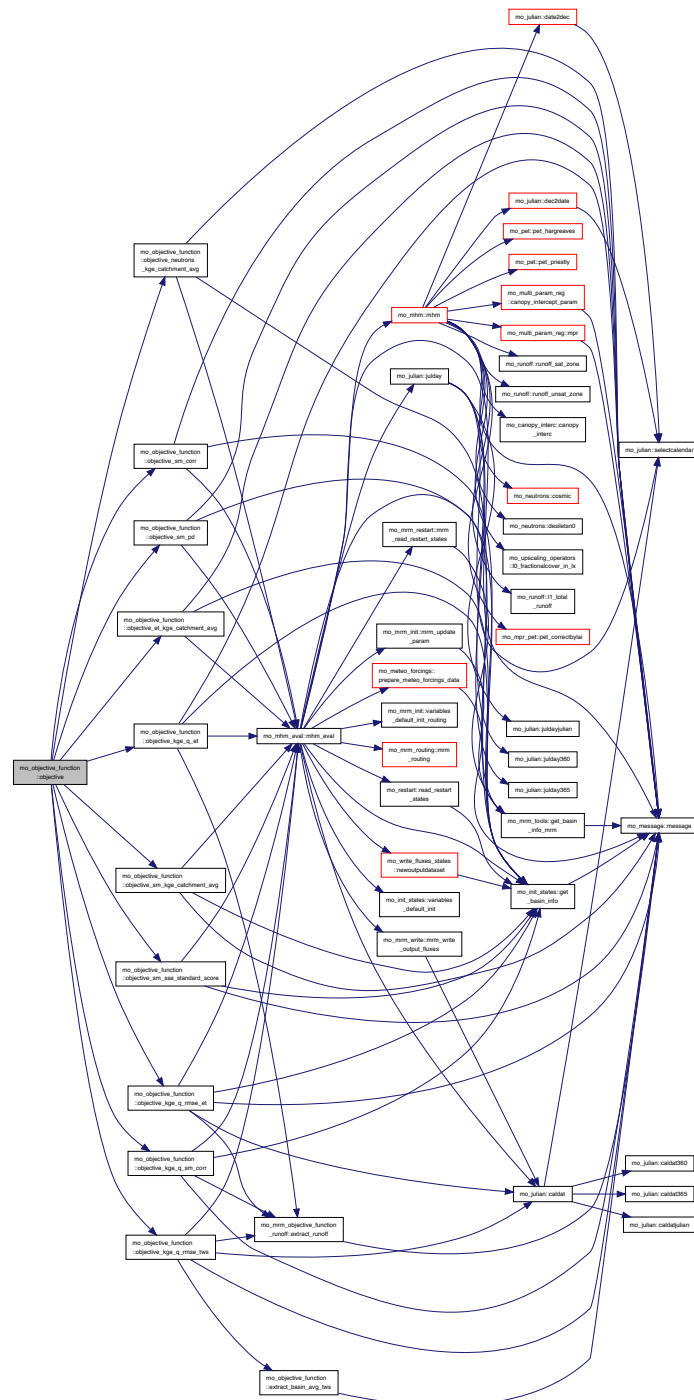 mo_julian::date2dec
mo_julian::dec2date
mo_pet::pet_hargreaves
mo_objective_function
::objective_neutrons
_kge_catchment_avg
mo_pet::pet_priestly
mo_multi_param_reg
::canopy_intercept_param
mo_mhm::mhm
mo_multi_param_reg::mpr
mo_runoff::runoff_sat_zone
mo_julian::julday
mo_runoff::runoff_unsat_zone
mo_canopy_interc::canopy
_interc
mo_julian::selectcalendar
mo_objective_function
::objective_sm_corr
mo_neutrons::cosmic
mo_objective_function
::objective_sm_pd
mo_mrm_restart::mrm
_read_restart_states
mo_neutrons::desiletsn0
mo_upscaling_operators
::l0_fractionalcover_in_lx
mo_runoff::l1_total
_runoff
mo_objective_function
::objective_et_kge_catchment_avg
mo_mrm_init::mrm_update
_param
mo_mpr_pet::pet_correctbylai
mo_meteo_forcings::
prepare_meteo_forcings_data
mo_mrm_init::variables
_default_init_routing
mo_julian::juldayjulian
mo_objective_function
::objective_kge_q_et
mo_mhm_eval::mhm_eval
mo_mrm_routing::mrm
_routing
mo_julian::julday360
mo_objective_function
::objective
mo_restart::read_restart
_states
mo_julian::julday365
mo_mrm_tools::get_basin
_info_mrm
mo_message::message
mo_write_fluxes_states
::newoutputdataset
mo_objective_function
::objective_sm_kge_catchment_avg
mo_init_states::variables
_default_init
mo_init_states::get
_basin_info
mo_mrm_write::mrm_write
_output_fluxes
mo_objective_function
::objective_sm_sse_standard_score
mo_objective_function
::objective_kge_q_rmse_et
mo_objective_function
::objective_kge_q_sm_corr
mo_julian::caldat360
mo_julian::caldat
mo_julian::caldat365
mo_mrm_objective_function
_runoff::extract_runoff
mo_julian::caldatjulian
mo_objective_function
::objective_kge_q_rmse_tws
mo_objective_function
::extract_basin_avg_tws